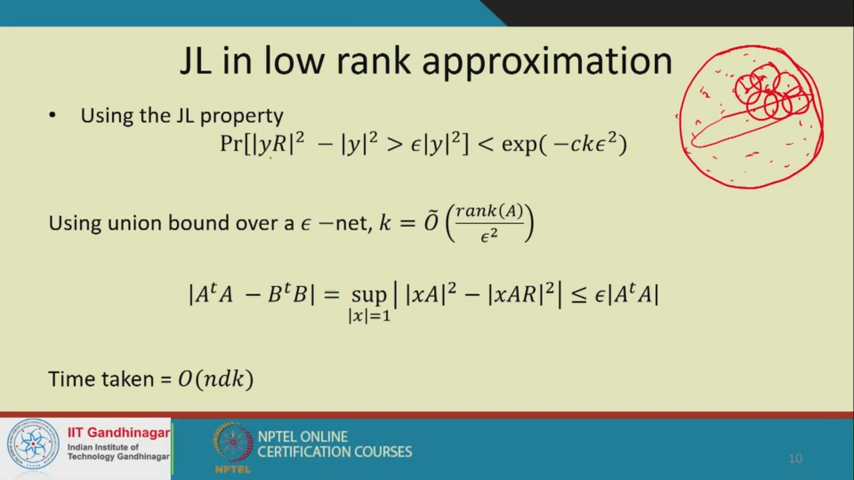 JL in low rank approximation
• Using the JL property
Pr[|yR|² − |y|² > ϵ|y|²] < exp(−ckϵ²)
Using union bound over a ϵ −net, k = Õ(rank(A)/ϵ²)
|AᵗA − BᵗB| = sup_{|x|=1} | |xA|² − |xAR|² | ≤ ϵ|AᵗA|
Time taken = O(ndk)
IIT Gandhinagar
Indian Institute of
Technology Gandhinagar
NPTEL
NPTEL ONLINE
CERTIFICATION COURSES
10